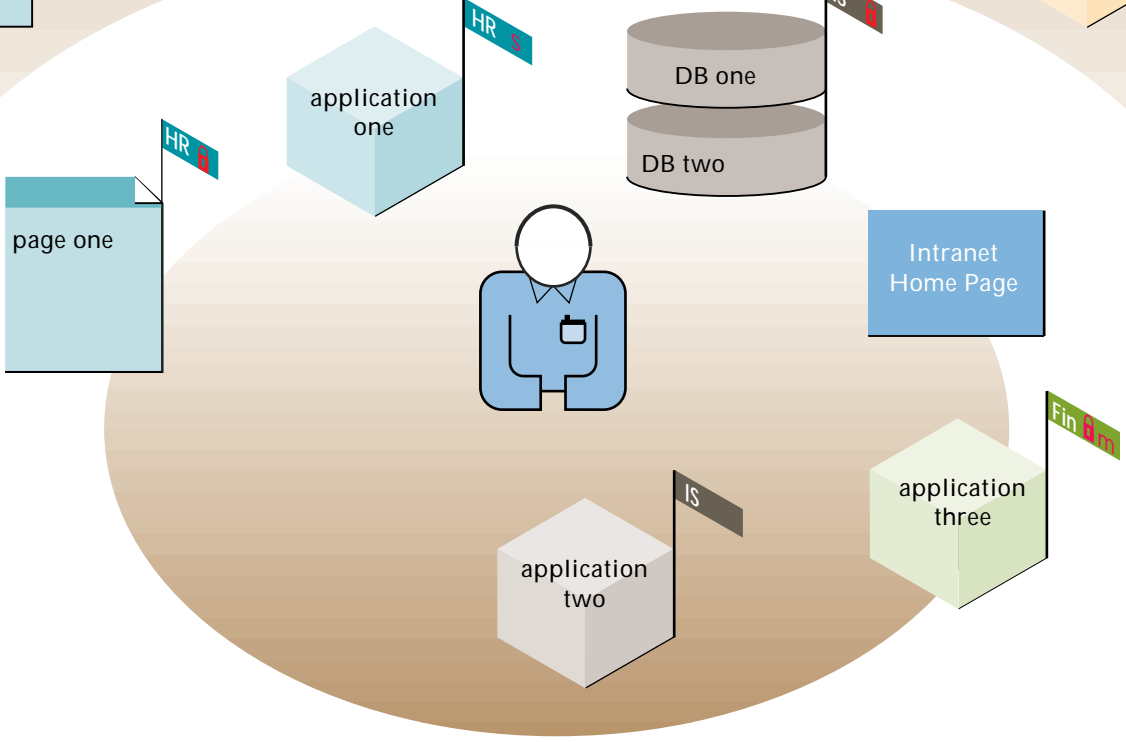 HR s
application
one
DB one
DB two
HR
page one
Intranet
Home Page
Fin m
application
three
IS
application
two